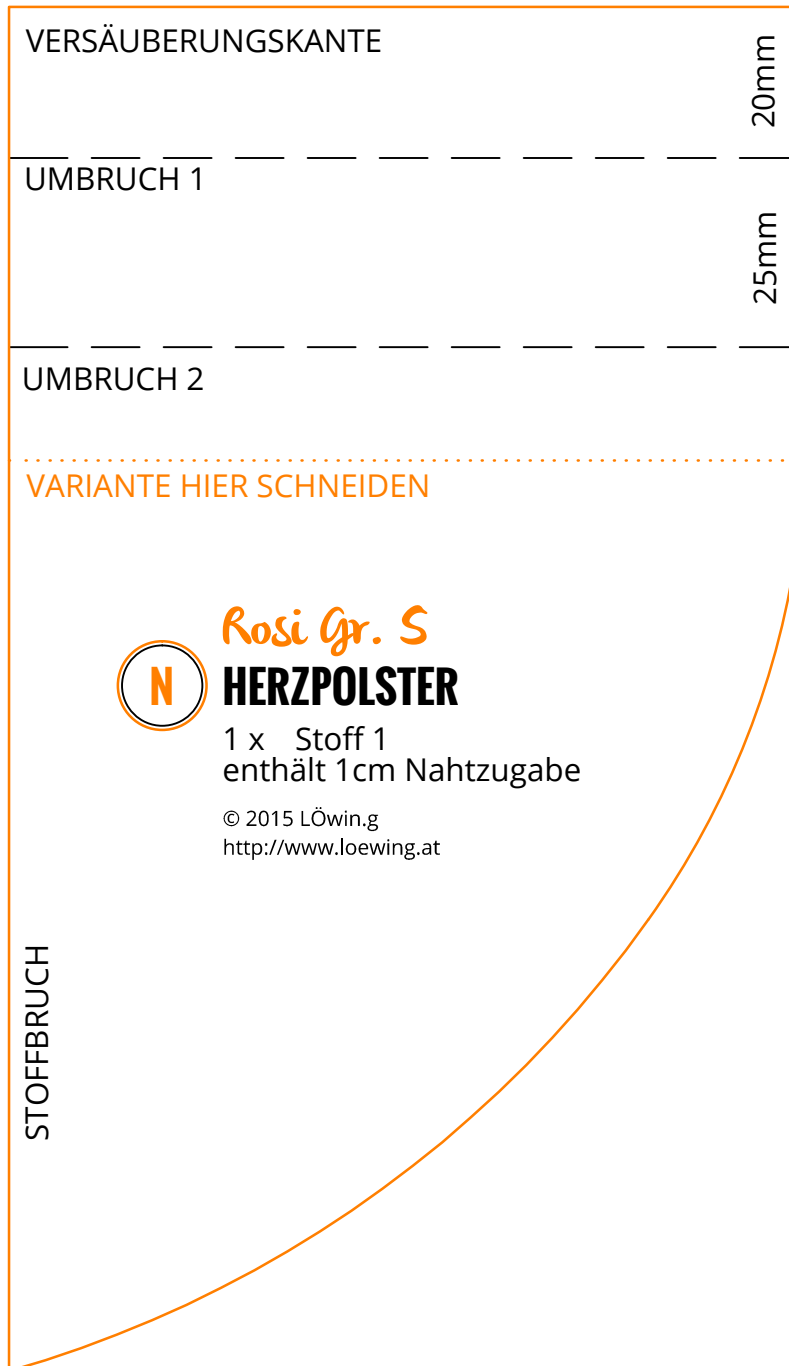 VERSÄUBERUNGSKANTE
20mm
UMBRUCH 1
25mm
UMBRUCH 2
VARIANTE HIER SCHNEIDEN
Rosi Gr. S
N
HERZPOLSTER
1 x Stoff 1
enthält 1cm Nahtzugabe
© 2015 LÖwin.g
http://www.loewing.at
STOFFBRUCH